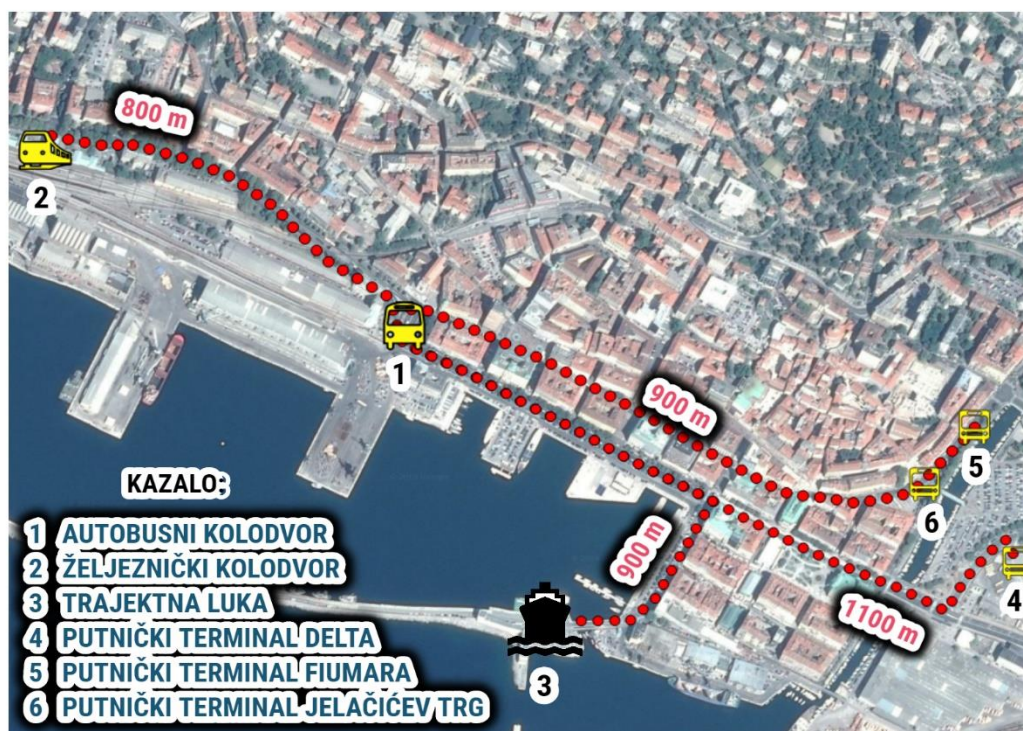 800 m
2
1
900 m
5
6
900 m
1100 m
4
3
KAZALO:
1 AUTOBUSNI KOLODVOR
2 ŽELJEZNIČKI KOLODVOR
3 TRAJEKTNA LUKA
4 PUTNIČKI TERMINAL DELTA
5 PUTNIČKI TERMINAL FIUMARA
6 PUTNIČKI TERMINAL JELAČIĆEV TRG